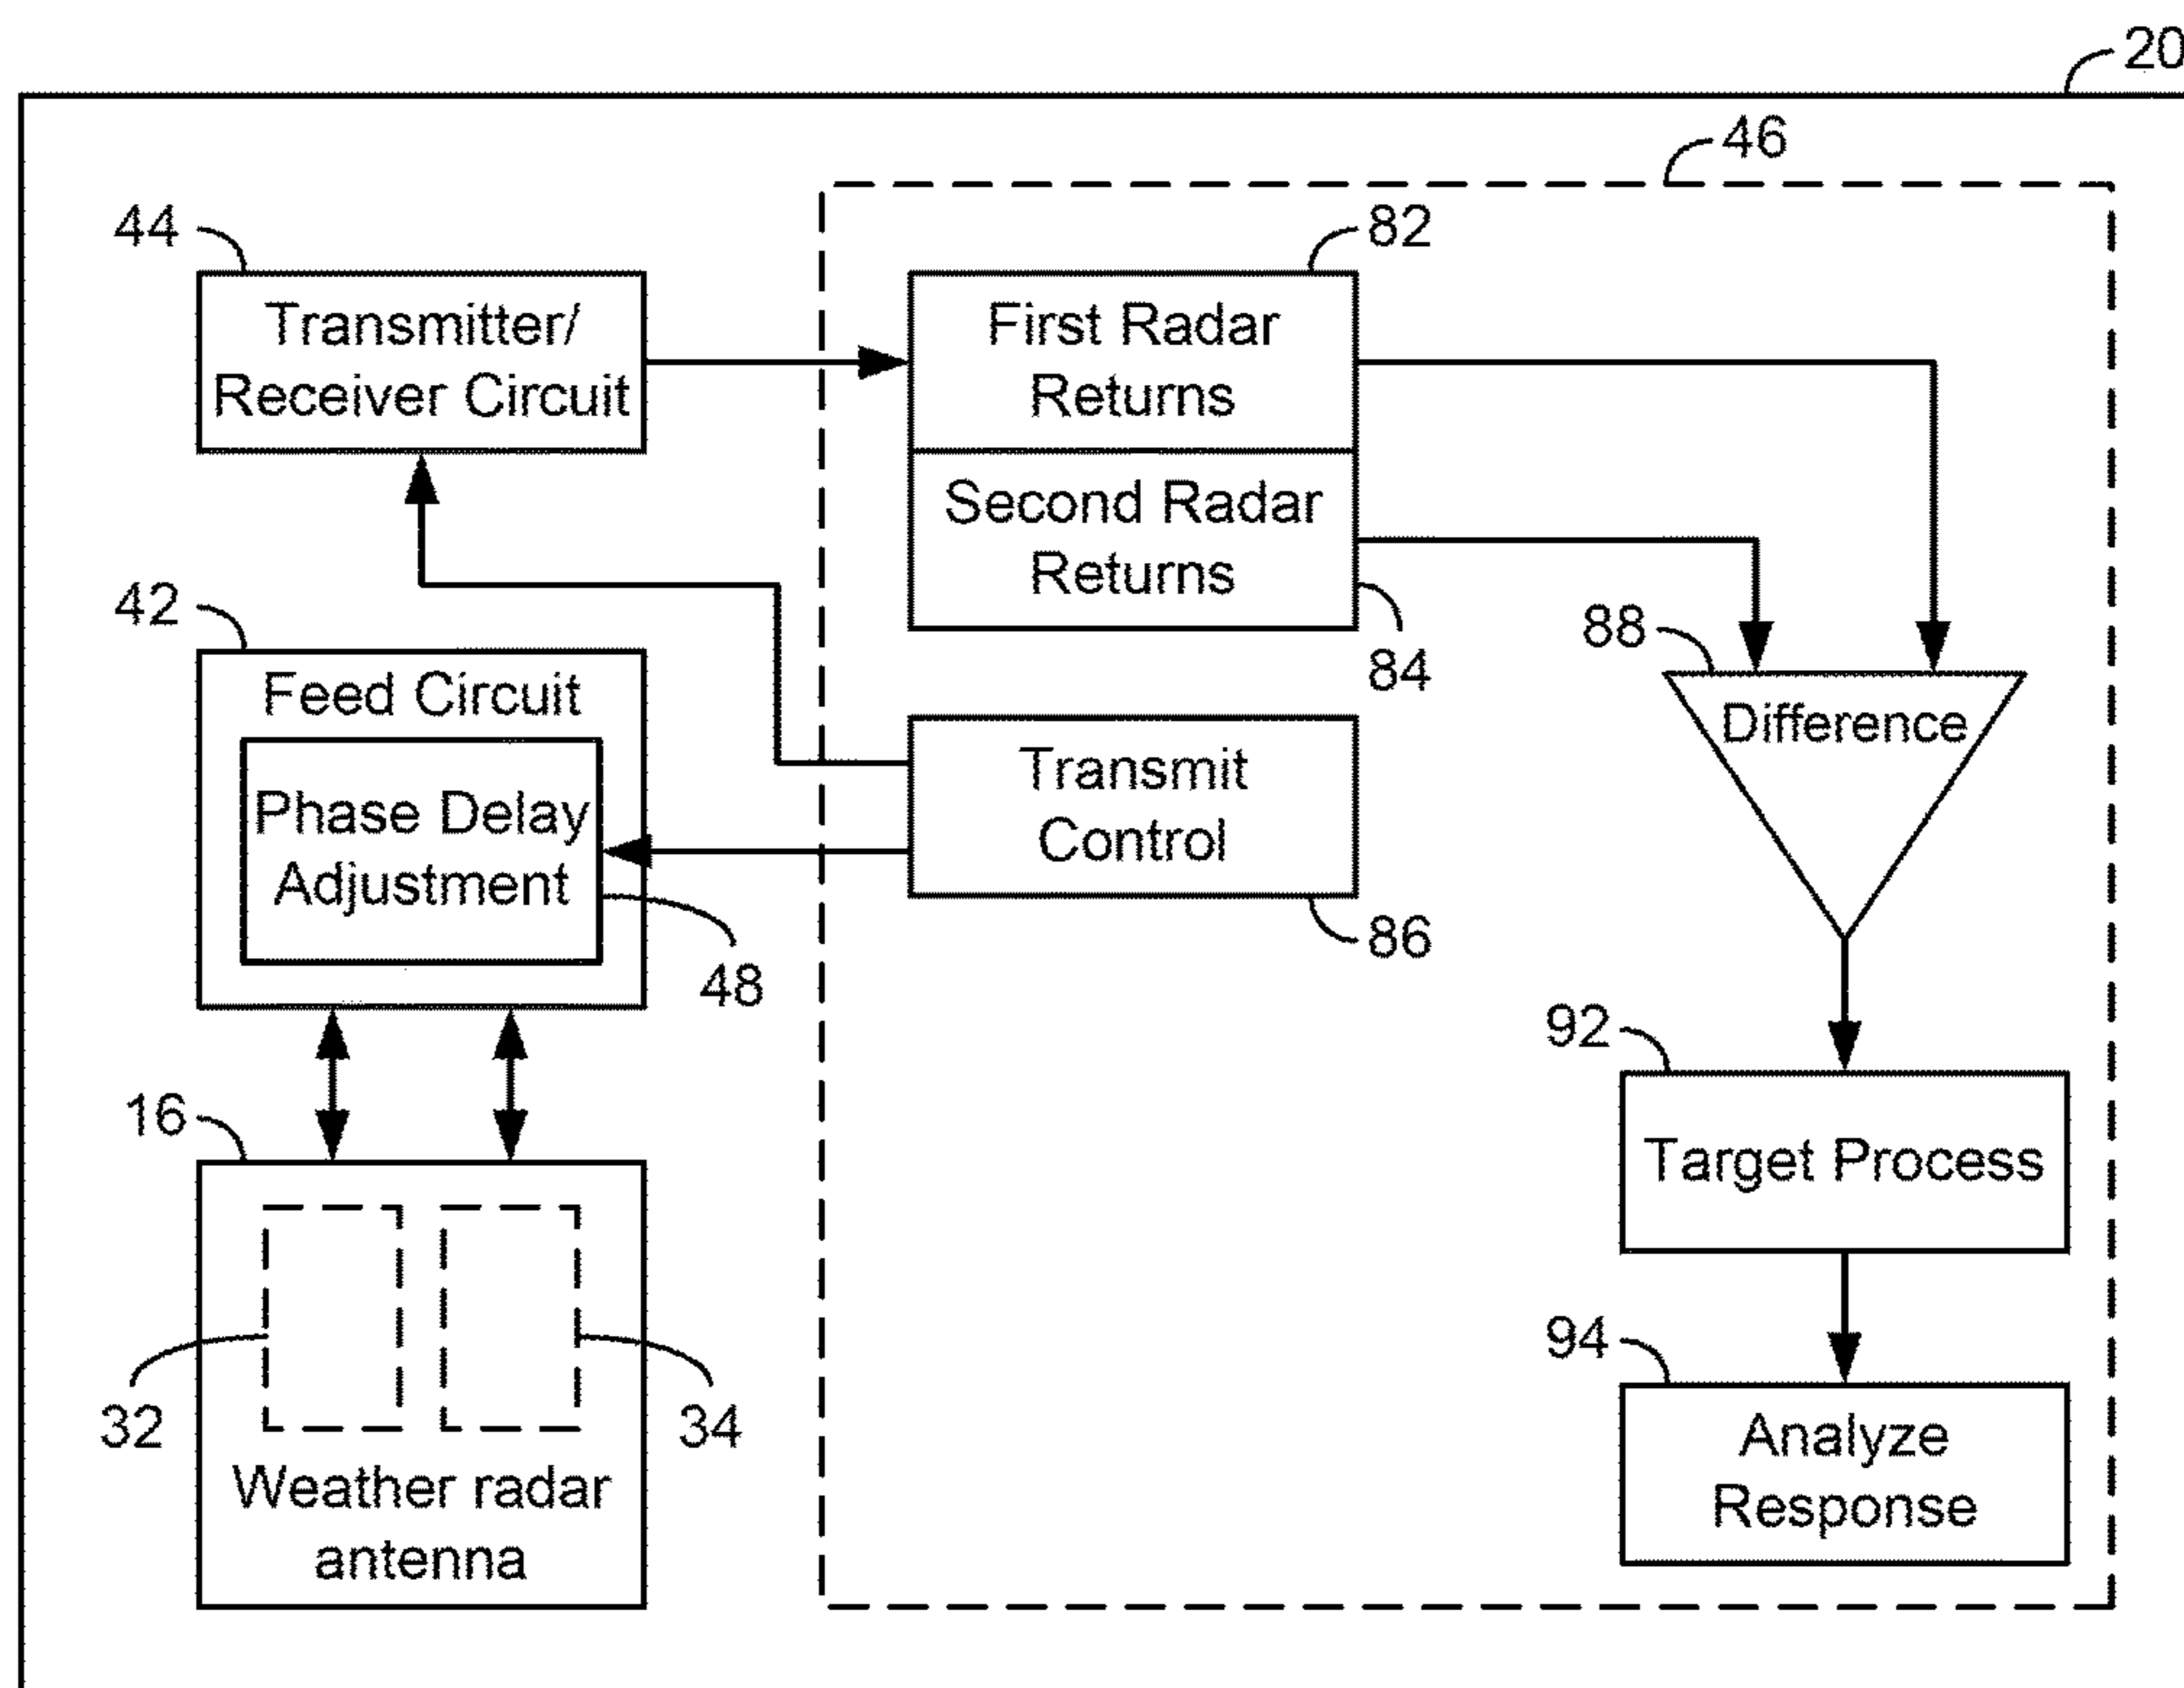 20
46
44
82
Transmitter/
Receiver Circuit
First Radar
Returns
Second Radar
Returns
84
42
Feed Circuit
Phase Delay
Adjustment
48
88
Difference
Transmit
Control
86
16
32
34
Weather radar
antenna
92
Target Process
94
Analyze
Response